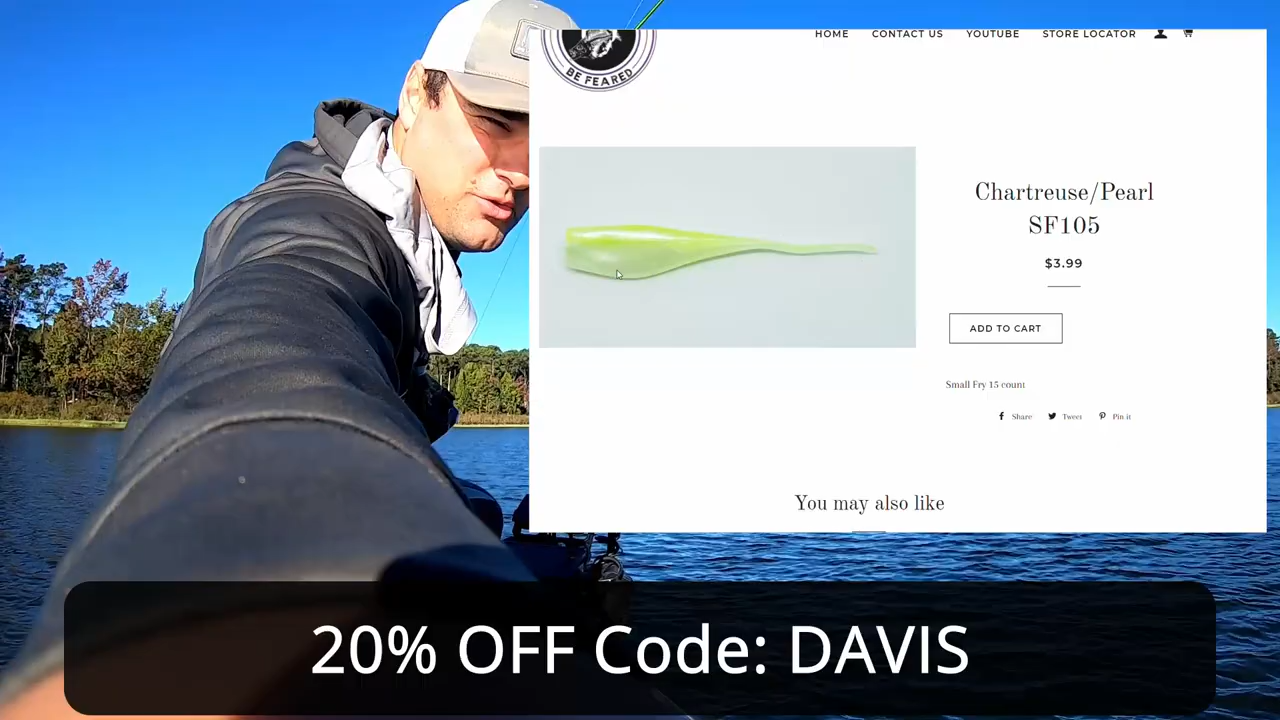 BE FEARED
HOME CONTACT US YOUTUBE STORE LOCATOR
Chartreuse/Pearl
SF105
$3.99
ADD TO CART
Small Fry 15 count
Share Tweet Pin it
You may also like
20% OFF Code: DAVIS